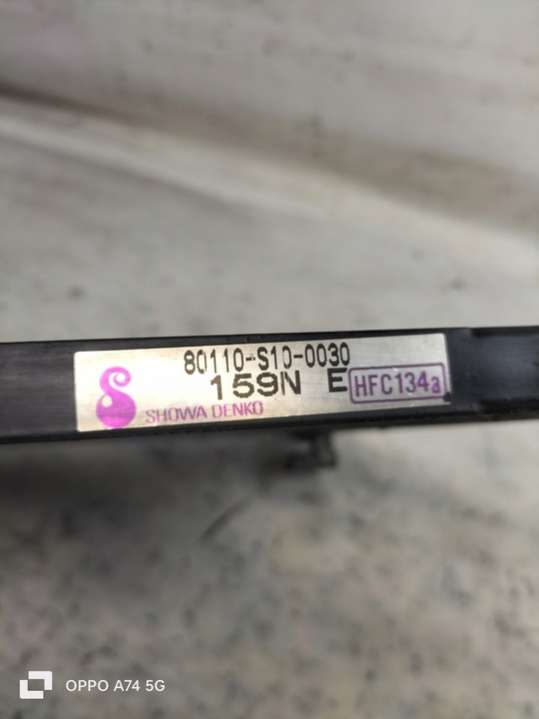 80110-S10-0030
159N E HFC134a
SHOWA DENKO
OPPO A74 5G